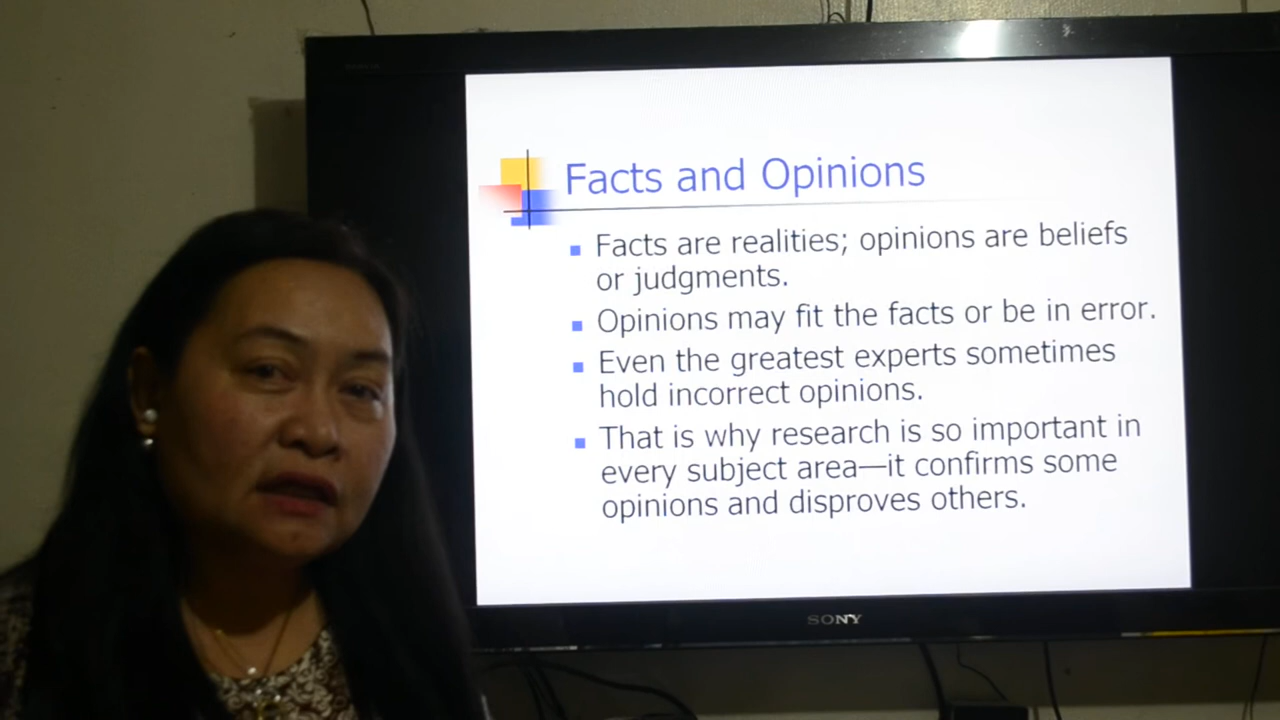 Facts and Opinions
Facts are realities; opinions are beliefs
or judgments.
Opinions may fit the facts or be in error.
Even the greatest experts sometimes
hold incorrect opinions.
That is why research is so important in
every subject area—it confirms some
opinions and disproves others.
SONY